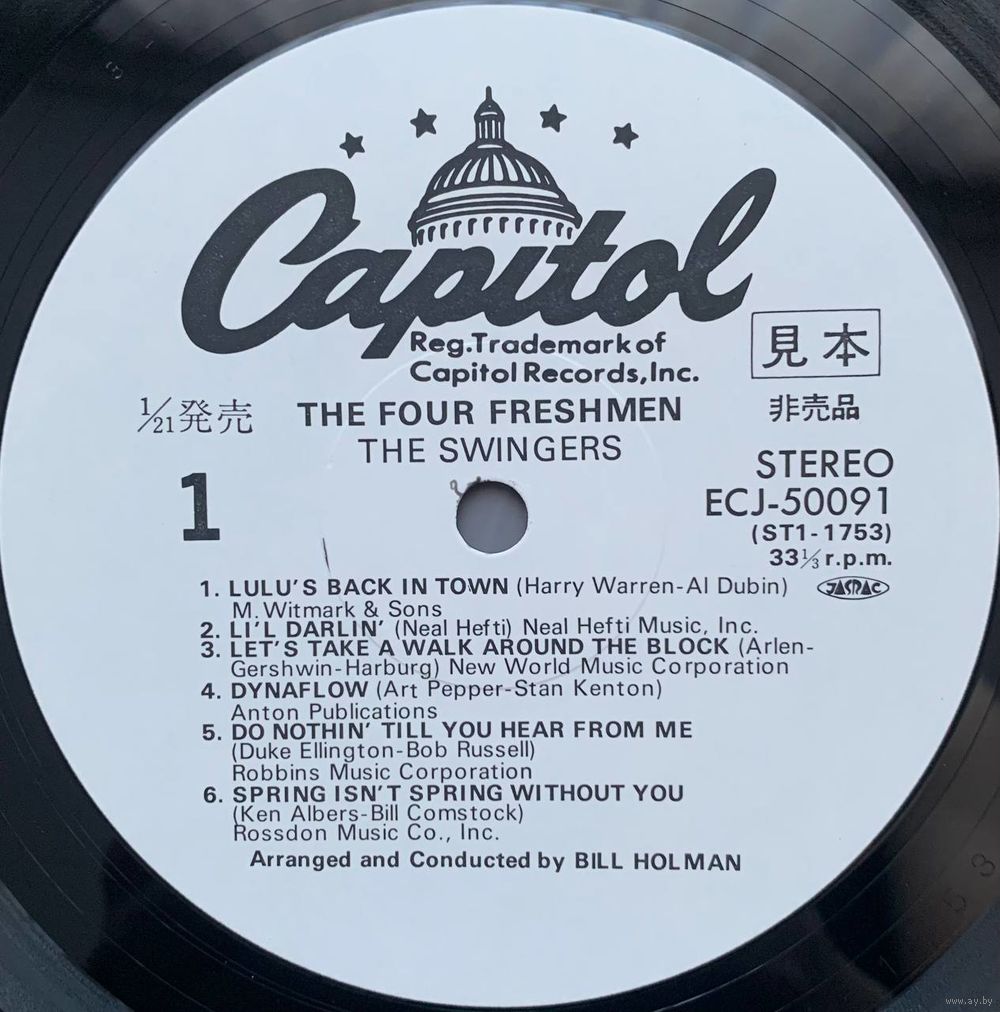 Capitol
Reg.Trademark of
Capitol Records, Inc.
見本
1/21発売
THE FOUR FRESHMEN
非売品
THE SWINGERS
STEREO
1
ECJ-50091
(ST1-1753)
33⅓ r.p.m.
1. LULU'S BACK IN TOWN (Harry Warren-Al Dubin)
JASRAC
M. Witmark & Sons
2. LI'L DARLIN' (Neal Hefti) Neal Hefti Music, Inc.
3. LET'S TAKE A WALK AROUND THE BLOCK (Arlen-
Gershwin-Harburg) New World Music Corporation
4. DYNAFLOW (Art Pepper-Stan Kenton)
Anton Publications
5. DO NOTHIN' TILL YOU HEAR FROM ME
(Duke Ellington-Bob Russell)
Robbins Music Corporation
6. SPRING ISN'T SPRING WITHOUT YOU
(Ken Albers-Bill Comstock)
Rossdon Music Co., Inc.
Arranged and Conducted by BILL HOLMAN
www.ay.by